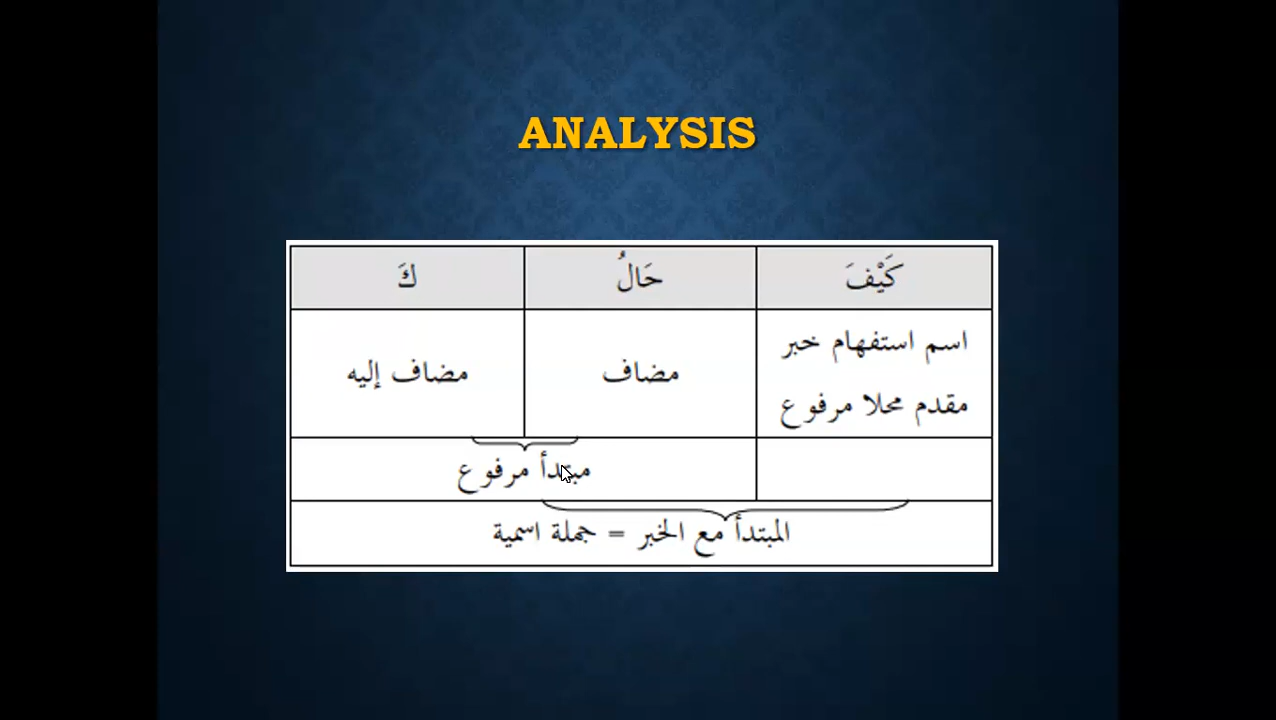 ANALYSIS
كَيْفَ حَالُ كَ
اسم استفهام خبر
مقدم محلا مرفوع
مضاف
مضاف إليه
مبتدأ مرفوع
المبتدأ مع الخبر = جملة اسمية